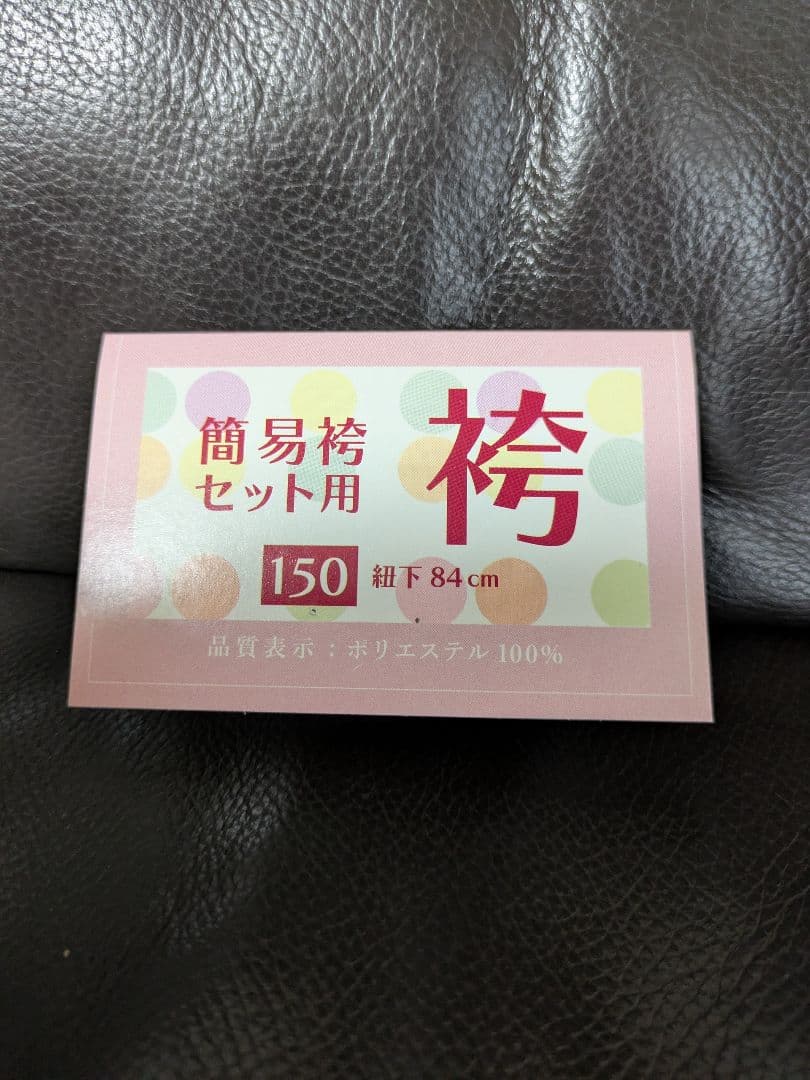 簡易袴
セット用
袴
150 紐下 84cm
品質表示：ポリエステル100%